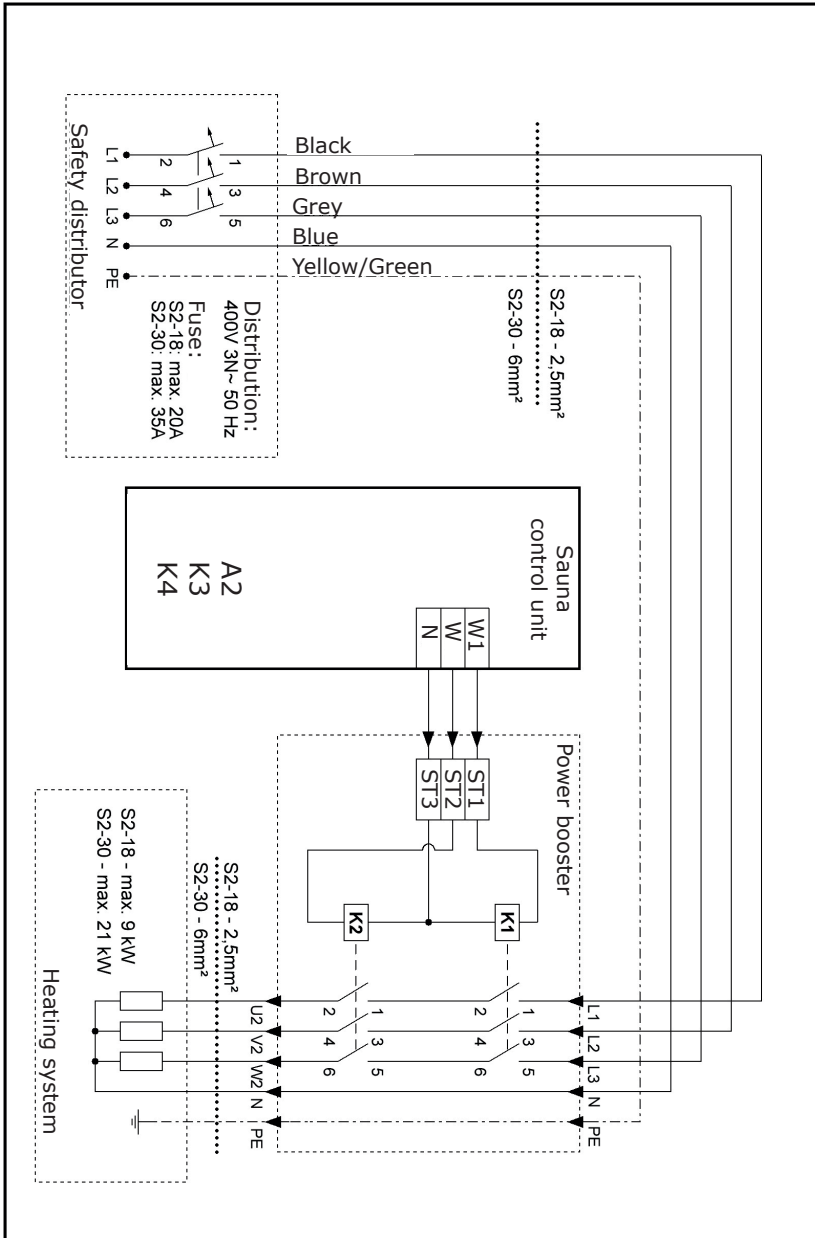 Safety distributor
L1
L2
L3
N
PE
2
4
6
1
3
5
Black
Brown
Grey
Blue
Yellow/Green
Distribution:
400V 3N~ 50 Hz
Fuse:
S2-18: max. 20A
S2-30: max. 35A
S2-18 - 2,5mm²
S2-30 - 6mm²
Sauna
control unit
A2
K3
K4
W1
W
N
Power booster
ST1
ST2
ST3
K1
K2
L1
L2
L3
N
PE
1
3
5
2
4
6
1
3
5
2
4
6
U2
V2
W2
N
PE
S2-18 - 2,5mm²
S2-30 - 6mm²
S2-18 - max. 9 kW
S2-30 - max. 21 kW
Heating system